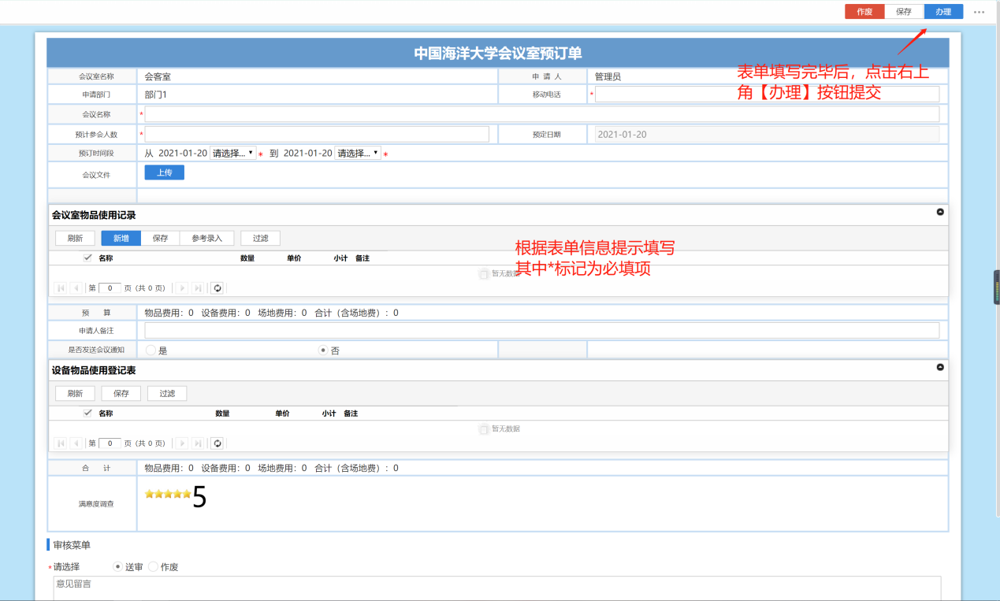 作废 保存 办理 ...
中国海洋大学会议室预订单
表单填写完毕后，点击右上
角【办理】按钮提交
会议室名称 会客室 申 请 人 管理员
申请部门 部门1 移动电话 *
会议名称 *
预计参会人数 * 预定日期 2021-01-20
预订时间段 从 2021-01-20 请选择... * 到 2021-01-20 请选择... *
会议文件 上传
会议室物品使用记录
刷新 新增 保存 参考录入 过滤
根据表单信息提示填写
其中*标记为必填项
名称 数量 单价 小计 备注
暂无数据
第 0 页 (共 0 页)
预 算 物品费用：0 设备费用：0 场地费用：0 合计（含场地费）：0
申请人备注
是否发送会议通知 是 否
设备物品使用登记表
刷新 保存 过滤
名称 数量 单价 小计 备注
暂无数据
第 0 页 (共 0 页)
合 计 物品费用：0 设备费用：0 场地费用：0 合计（含场地费）：0
满意度调查 5
审核菜单
*请选择 送审 作废
意见留言